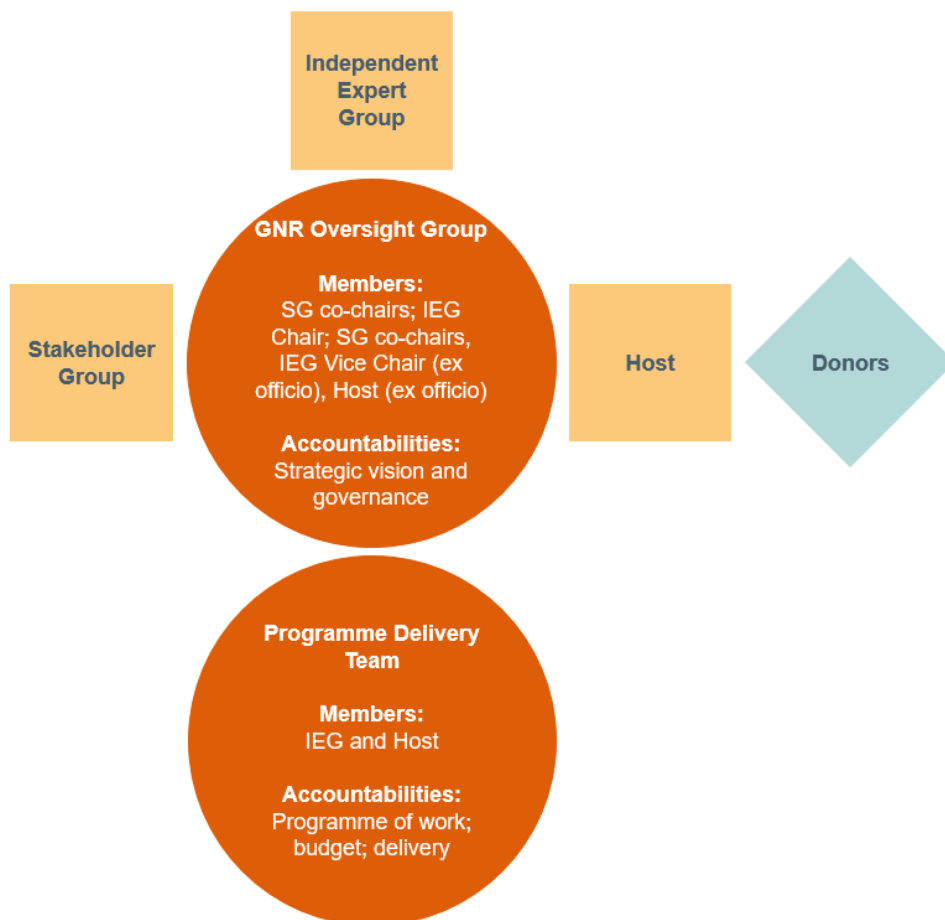 Independent
Expert
Group
GNR Oversight Group
Members:
SG co-chairs; IEG
Chair; SG co-chairs,
IEG Vice Chair (ex
officio), Host (ex officio)
Accountabilities:
Strategic vision and
governance
Stakeholder
Group
Host
Donors
Programme Delivery
Team
Members:
IEG and Host
Accountabilities:
Programme of work;
budget; delivery